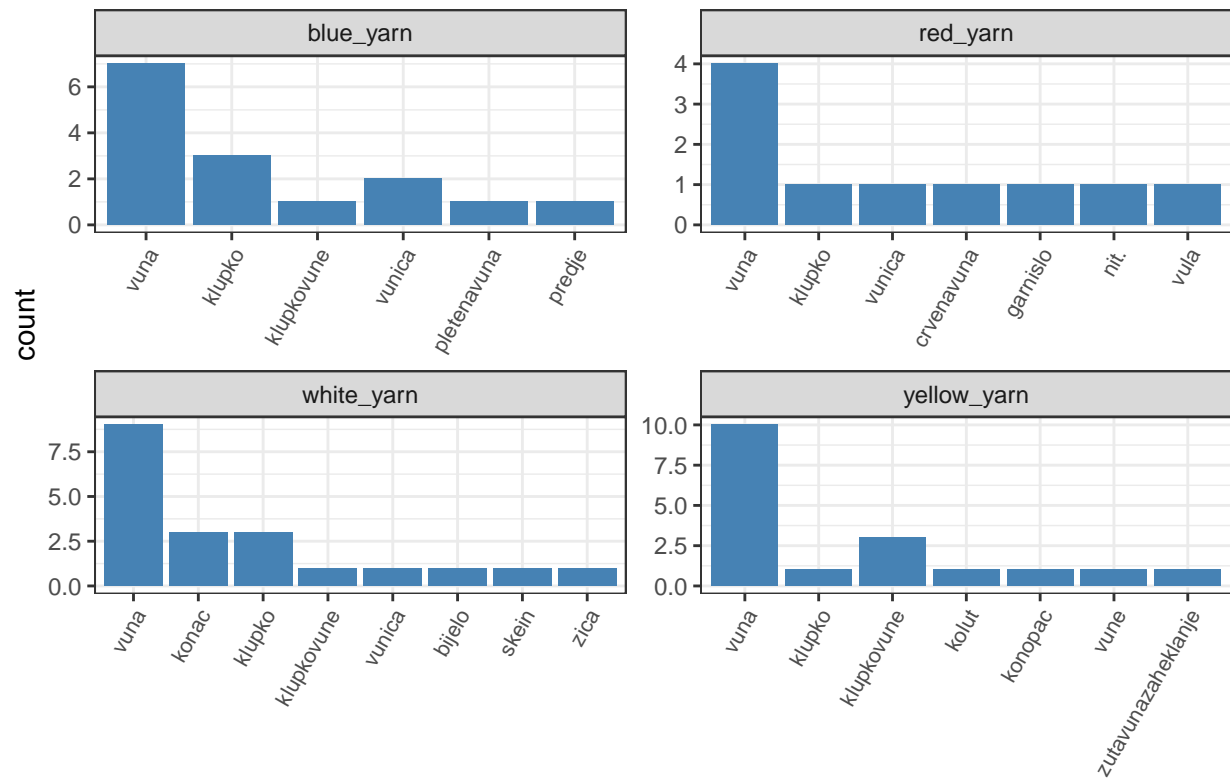 blue_yarn
red_yarn
6
4
2
0
4
3
2
1
0
vuna
klupko
klupkovune
vunica
pletenavuna
predje
vuna
klupko
vunica
crvenavuna
garnislo
nit.
vula
count
white_yarn
yellow_yarn
7.5
5.0
2.5
0.0
10.0
7.5
5.0
2.5
0.0
vuna
konac
klupko
klupkovune
vunica
bijelo
skein
zica
vuna
klupko
klupkovune
kolut
konopac
vune
zutavunazaheklanje